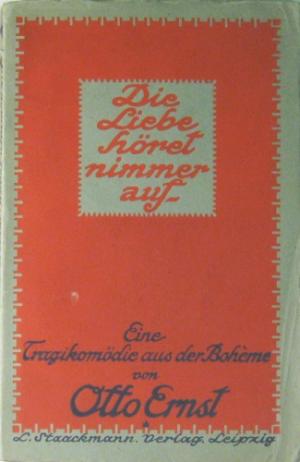 Die
Liebe
höret
nimmer
auf-
Eine
Tragikomödie aus der Bohème
von
Otto Ernst
L. Staackmann. Verlag. Leipzig